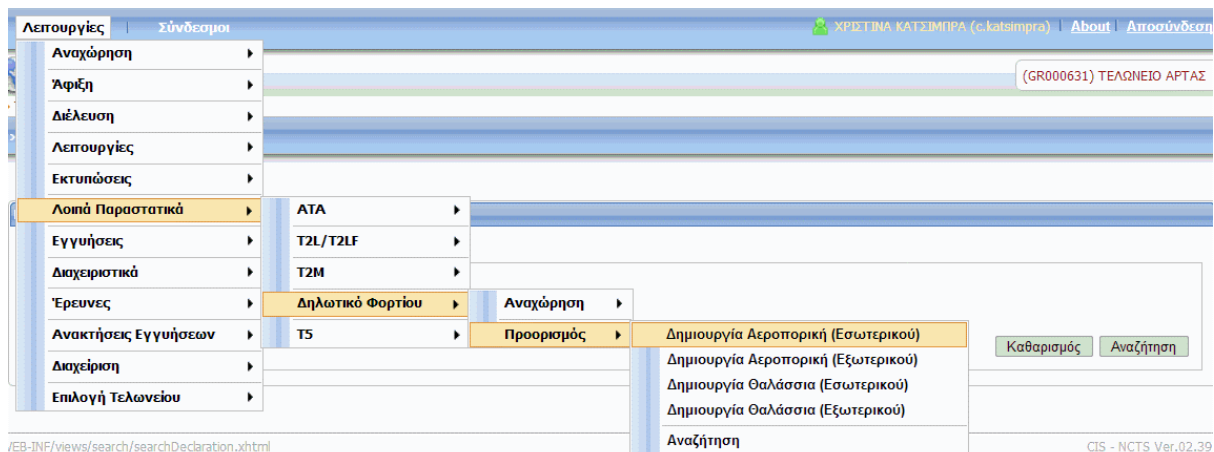 Λειτουργίες | Σύνδεσμοι ΧΡΙΣΤΙΝΑ ΚΑΤΣΙΜΠΡΑ (c.katsimpra) | About | Αποσύνδεση
Αναχώρηση
Άφιξη
(GR000631) ΤΕΛΩΝΕΙΟ ΑΡΤΑΣ
Διέλευση
Λειτουργίες
Εκτυπώσεις
Λοιπά Παραστατικά
ATA
Εγγυήσεις
T2L/T2LF
Διαχειριστικά
T2M
Έρευνες
Δηλωτικό Φορτίου
Αναχώρηση
Ανακτήσεις Εγγυήσεων
T5
Προορισμός
Δημιουργία Αεροπορική (Εσωτερικού)
Καθαρισμός Αναζήτηση
Διαχείριση
Δημιουργία Αεροπορική (Εξωτερικού)
Δημιουργία Θαλάσσια (Εσωτερικού)
Επιλογή Τελωνείου
Δημιουργία Θαλάσσια (Εξωτερικού)
Αναζήτηση
/EB-INF/views/search/searchDeclaration.xhtml
CIS - NCTS Ver.02.39